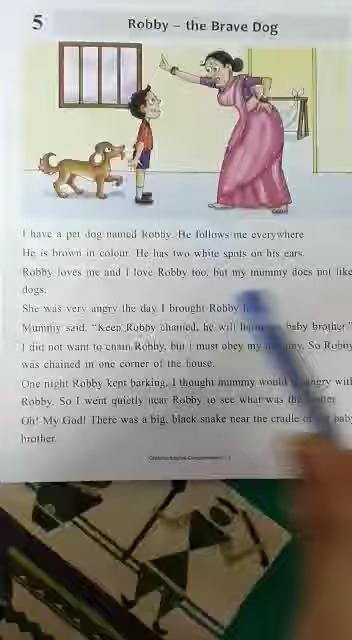 5
Robby – the Brave Dog
I have a pet dog named Robby. He follows me everywhere.
He is brown in colour. He has two white spots on his ears.
Robby loves me and I love Robby too, but my mummy does not like
dogs.
She was very angry the day I brought Robby
Mummy said, "Keep Robby chained, he will baby brother"
I did not want to chain Robby, but I must obey my So Robby
was chained in one corner of the house.
One night Robby kept barking. I thought mummy would angry with
Robby. So I went quietly near Robby to see what was the
Oh! My God! There was a big, black snake near the cradle of baby
brother.